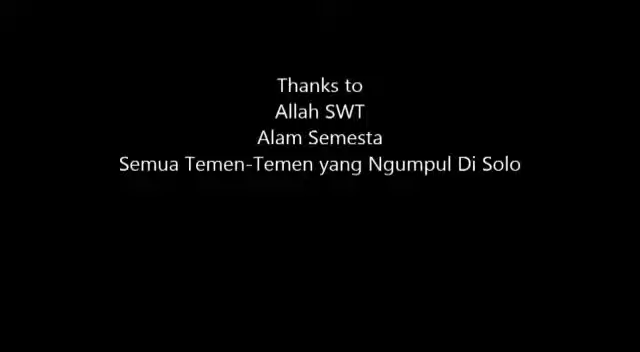 Thanks to
Allah SWT
Alam Semesta
Semua Temen-Temen yang Ngumpul Di Solo